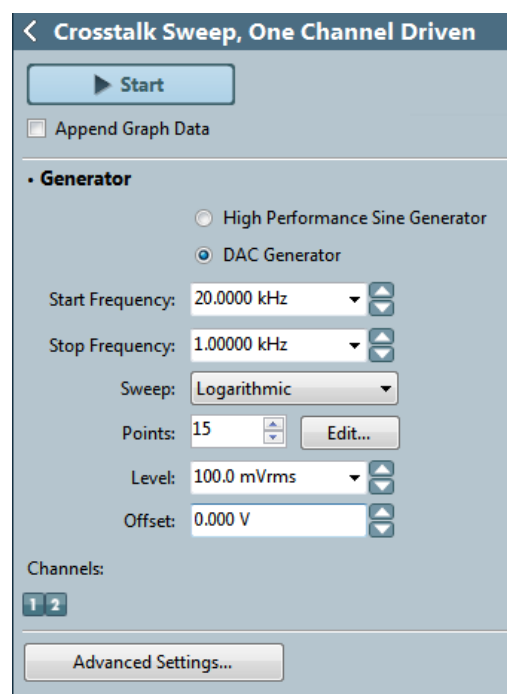 Crosstalk Sweep, One Channel Driven
Start
Append Graph Data
• Generator
High Performance Sine Generator
DAC Generator
Start Frequency: 20.0000 kHz
Stop Frequency: 1.00000 kHz
Sweep: Logarithmic
Points: 15 Edit...
Level: 100.0 mVrms
Offset: 0.000 V
Channels:
1 2
Advanced Settings...